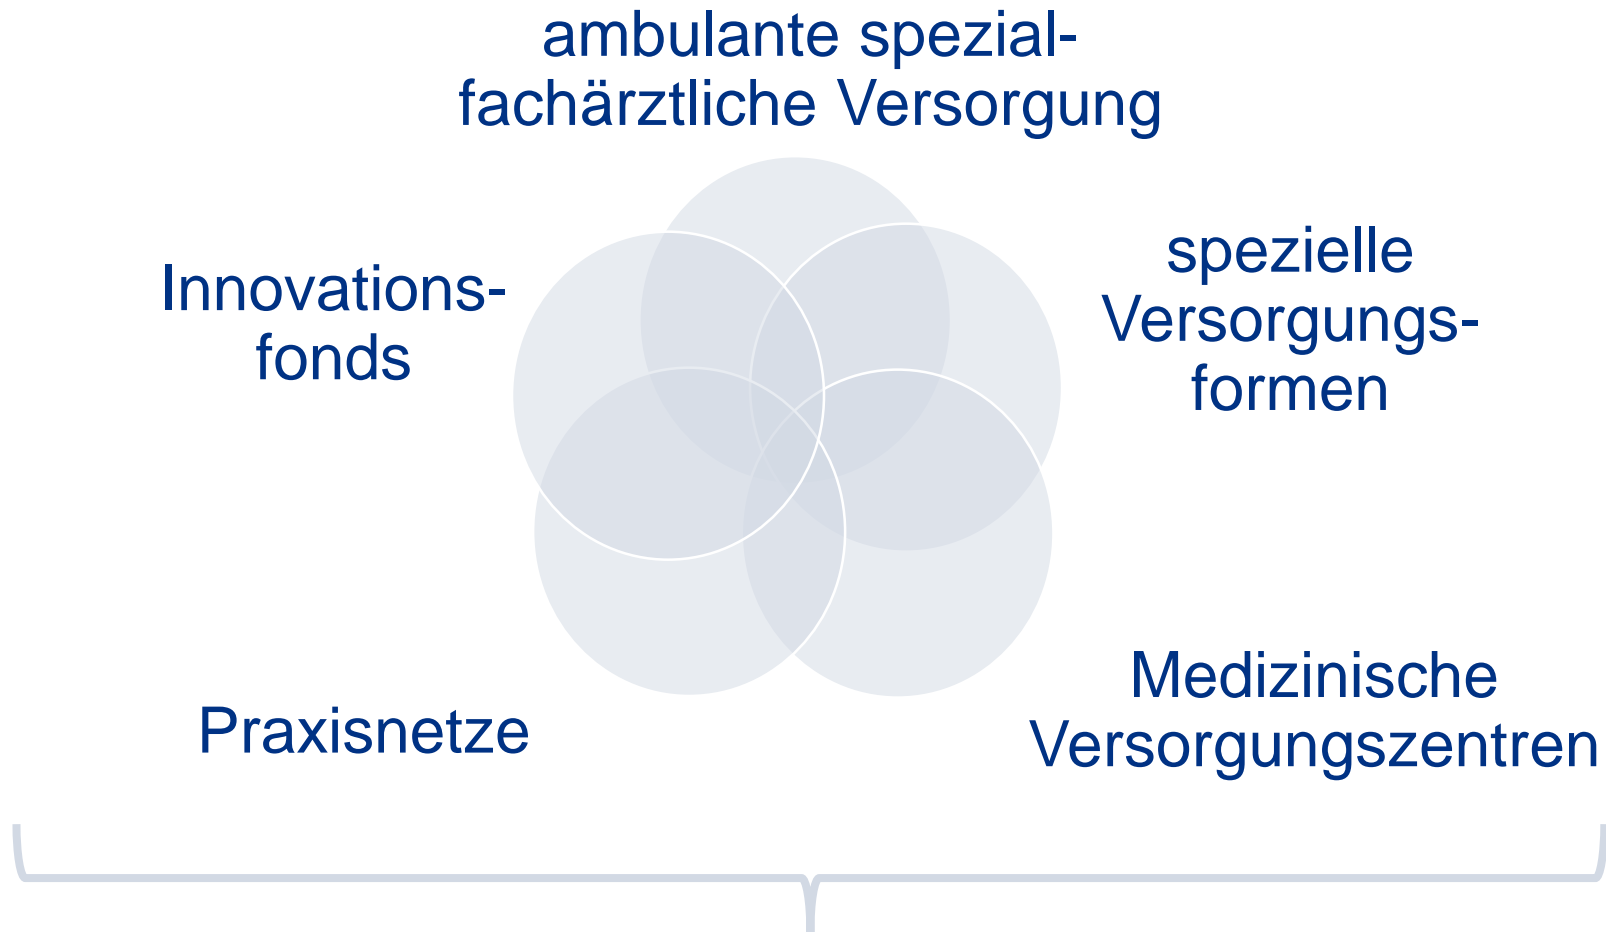 ambulante spezial-
fachärztliche Versorgung
spezielle
Versorgungs-
formen
Innovations-
fonds
Medizinische
Versorgungszentren
Praxisnetze